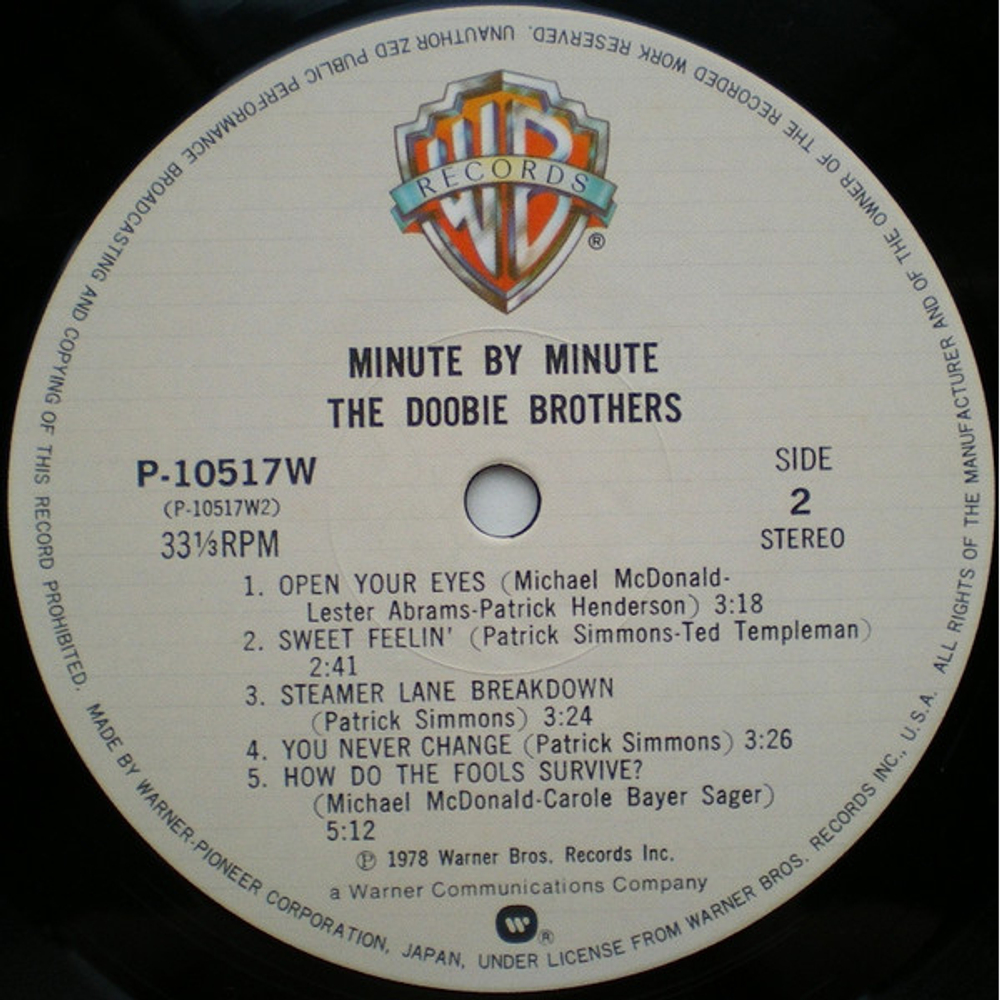 WB
RECORDS
®
MINUTE BY MINUTE
THE DOOBIE BROTHERS
P-10517W
(P-10517W2)
33⅓RPM
SIDE
2
STEREO
1. OPEN YOUR EYES (Michael McDonald-
Lester Abrams-Patrick Henderson) 3:18
2. SWEET FEELIN' (Patrick Simmons-Ted Templeman)
2:41
3. STEAMER LANE BREAKDOWN
(Patrick Simmons) 3:24
4. YOU NEVER CHANGE (Patrick Simmons) 3:26
5. HOW DO THE FOOLS SURVIVE?
(Michael McDonald-Carole Bayer Sager)
5:12
Ⓟ 1978 Warner Bros. Records Inc.
a Warner Communications Company
W ®
MADE BY WARNER-PIONEER CORPORATION, JAPAN, UNDER LICENSE FROM WARNER BROS. RECORDS INC., U.S.A. ALL RIGHTS OF THE MANUFACTURER AND OF THE OWNER OF THE RECORDED WORK RESERVED. UNAUTHOR ZED PUBLIC PERFORMANCE BROADCASTING AND COPYING OF THIS RECORD PROHIBITED.